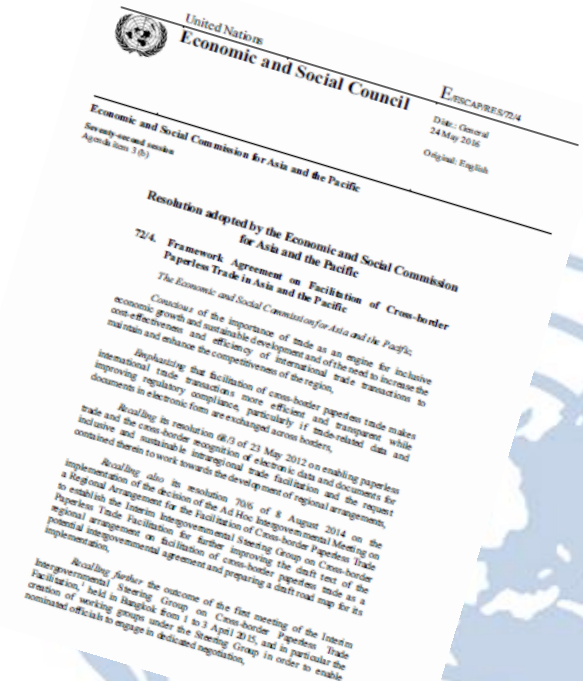 United Nations
Economic and Social Council
E/ESCAP/RES/72/4
Distr.: General
24 May 2016
Original: English
Economic and Social Commission for Asia and the Pacific
Seventy-second session
Agenda item 3 (b)
Resolution adopted by the Economic and Social Commission
for Asia and the Pacific
72/4. Framework Agreement on Facilitation of Cross-border
Paperless Trade in Asia and the Pacific
The Economic and Social Commission for Asia and the Pacific,
Conscious of the importance of trade as an engine for inclusive
economic growth and sustainable development and of the need to increase the
cost-effectiveness and efficiency of international trade transactions to
maintain and enhance the competitiveness of the region,
Emphasizing that facilitation of cross-border paperless trade makes
international trade transactions more efficient and transparent while
improving regulatory compliance, particularly if trade-related data and
documents in electronic form are exchanged across borders,
Recalling its resolution 68/3 of 23 May 2012 on enabling paperless
trade and the cross-border recognition of electronic data and documents for
inclusive and sustainable intraregional trade facilitation and the request
contained therein to work towards the development of regional arrangements,
Recalling also its resolution 70/6 of 8 August 2014 on the
implementation of the decision of the Ad Hoc Intergovernmental Meeting on
a Regional Arrangement for the Facilitation of Cross-border Paperless Trade
to establish the Interim Intergovernmental Steering Group on Cross-border
Paperless Trade Facilitation for further improving the draft text of the
regional arrangement on facilitation of cross-border paperless trade as a
potential intergovernmental agreement and preparing a draft road map for its
implementation,
Recalling further the outcome of the first meeting of the Interim
Intergovernmental Steering Group on Cross-border Paperless Trade
Facilitation,¹ held in Bangkok from 1 to 3 April 2015, and in particular the
creation of working groups under the Steering Group in order to enable
nominated officials to engage in dedicated negotiation,